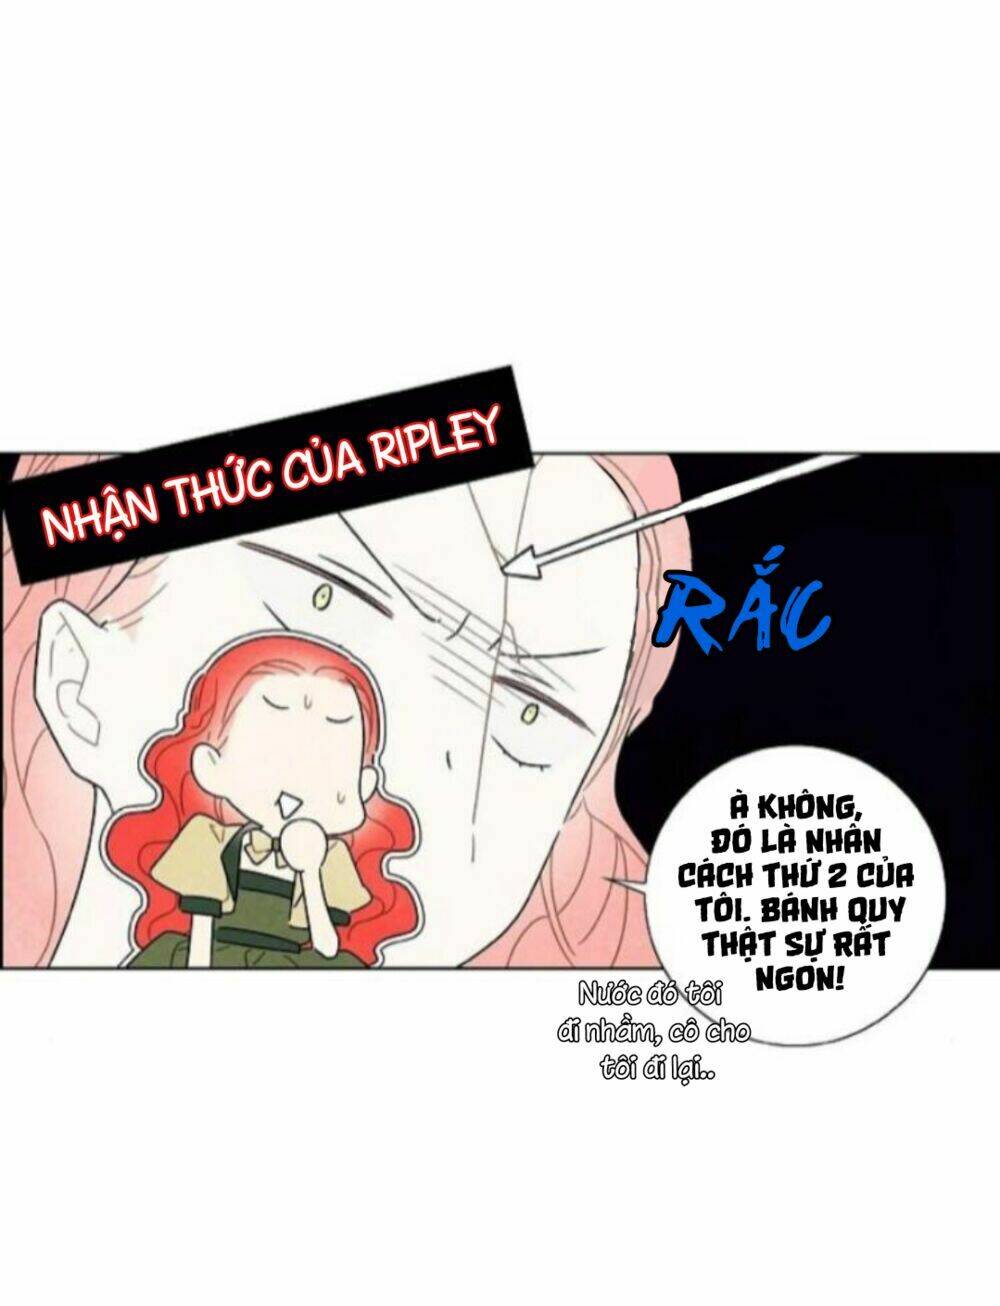 NHẬN THỨC CỦA RIPLEY
RẮC
À KHÔNG,
ĐÓ LÀ NHÂN
CÁCH THỨ 2 CỦA
TÔI. BÁNH QUY
THẬT SỰ RẤT
NGON!
Nước đó tôi
đi nhầm, cô cho
tôi đi lại..